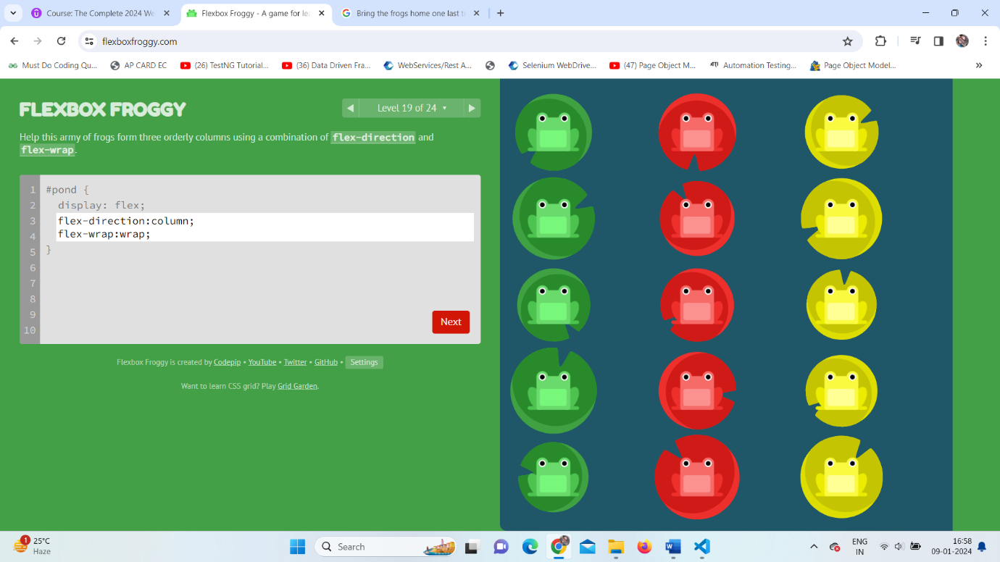 Course: The Complete 2024 We
Flexbox Froggy - A game for lea
Bring the frogs home one last t
flexboxfroggy.com
Must Do Coding Qu...
AP CARD EC
(26) TestNG Tutorial...
(36) Data Driven Fra...
WebServices/Rest A...
Selenium WebDrive...
(47) Page Object M...
Automation Testing...
Page Object Model...
FLEXBOX FROGGY
Level 19 of 24
Help this army of frogs form three orderly columns using a combination of flex-direction and
flex-wrap.
1 #pond {
2 display: flex;
3 flex-direction:column;
4 flex-wrap:wrap;
5 }
6
7
8
9
10
Next
Flexbox Froggy is created by Codepip • YouTube • Twitter • GitHub • Settings
Want to learn CSS grid? Play Grid Garden.
1
25°C
Haze
Search
ENG
IN
16:58
09-01-2024